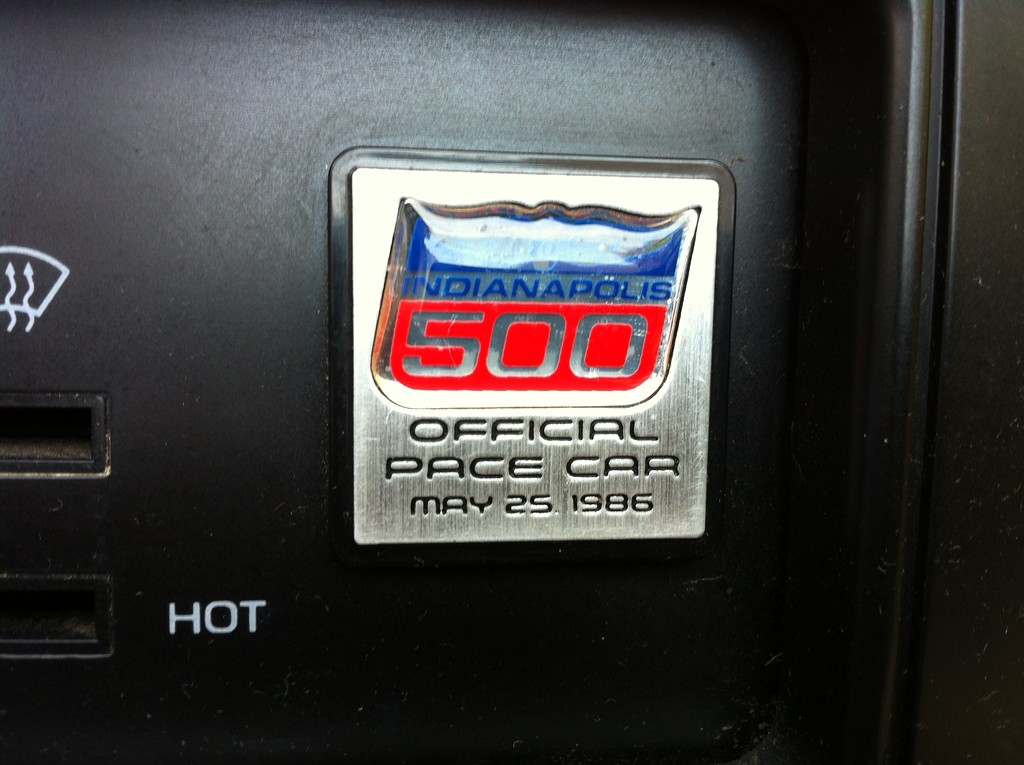 INDIANAPOLIS
500
OFFICIAL
PACE CAR
MAY 25. 1986
HOT